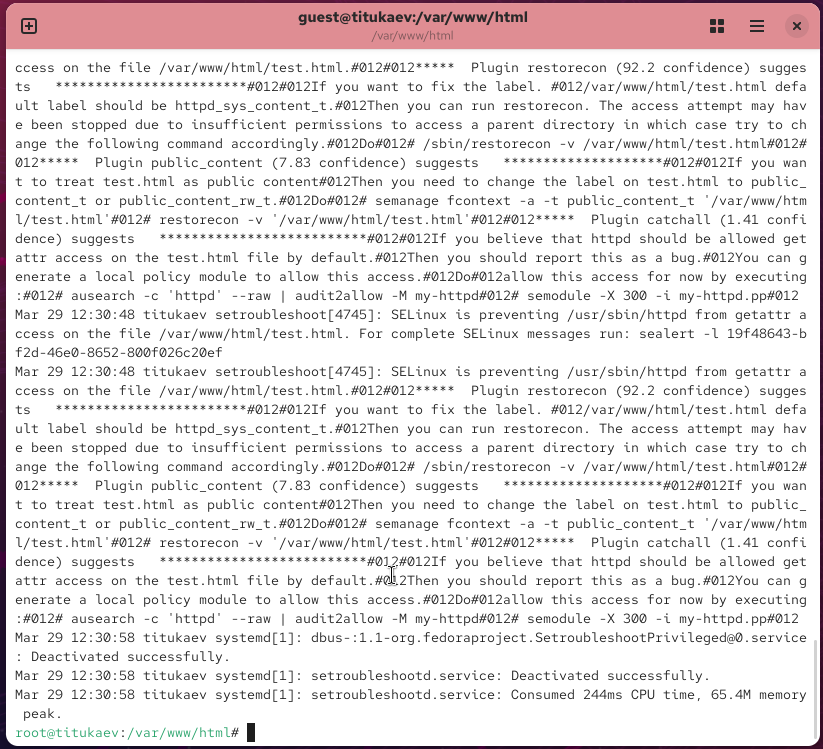 guest@titukaev:/var/www/html
/var/www/html
ccess on the file /var/www/html/test.html.#012#012*****  Plugin restorecon (92.2 confidence) sugges
ts   ************************#012#012If you want to fix the label. #012/var/www/html/test.html defa
ult label should be httpd_sys_content_t.#012Then you can run restorecon. The access attempt may hav
e been stopped due to insufficient permissions to access a parent directory in which case try to ch
ange the following command accordingly.#012Do#012# /sbin/restorecon -v /var/www/html/test.html#012#
012*****  Plugin public_content (7.83 confidence) suggests   ********************#012#012If you wan
t to treat test.html as public content#012Then you need to change the label on test.html to public_
content_t or public_content_rw_t.#012Do#012# semanage fcontext -a -t public_content_t '/var/www/htm
l/test.html'#012# restorecon -v '/var/www/html/test.html'#012#012*****  Plugin catchall (1.41 confi
dence) suggests   **************************#012#012If you believe that httpd should be allowed get
attr access on the test.html file by default.#012Then you should report this as a bug.#012You can g
enerate a local policy module to allow this access.#012Do#012allow this access for now by executing
:#012# ausearch -c 'httpd' --raw | audit2allow -M my-httpd#012# semodule -X 300 -i my-httpd.pp#012
Mar 29 12:30:48 titukaev setroubleshoot[4745]: SELinux is preventing /usr/sbin/httpd from getattr a
ccess on the file /var/www/html/test.html. For complete SELinux messages run: sealert -l 19f48643-b
f2d-46e0-8652-800f026c20ef
Mar 29 12:30:48 titukaev setroubleshoot[4745]: SELinux is preventing /usr/sbin/httpd from getattr a
ccess on the file /var/www/html/test.html.#012#012*****  Plugin restorecon (92.2 confidence) sugges
ts   ************************#012#012If you want to fix the label. #012/var/www/html/test.html defa
ult label should be httpd_sys_content_t.#012Then you can run restorecon. The access attempt may hav
e been stopped due to insufficient permissions to access a parent directory in which case try to ch
ange the following command accordingly.#012Do#012# /sbin/restorecon -v /var/www/html/test.html#012#
012*****  Plugin public_content (7.83 confidence) suggests   ********************#012#012If you wan
t to treat test.html as public content#012Then you need to change the label on test.html to public_
content_t or public_content_rw_t.#012Do#012# semanage fcontext -a -t public_content_t '/var/www/htm
l/test.html'#012# restorecon -v '/var/www/html/test.html'#012#012*****  Plugin catchall (1.41 confi
dence) suggests   **************************#012#012If you believe that httpd should be allowed get
attr access on the test.html file by default.#012Then you should report this as a bug.#012You can g
enerate a local policy module to allow this access.#012Do#012allow this access for now by executing
:#012# ausearch -c 'httpd' --raw | audit2allow -M my-httpd#012# semodule -X 300 -i my-httpd.pp#012
Mar 29 12:30:58 titukaev systemd[1]: dbus-:1.1-org.fedoraproject.SetroubleshootPrivileged@0.service
: Deactivated successfully.
Mar 29 12:30:58 titukaev systemd[1]: setroubleshootd.service: Deactivated successfully.
Mar 29 12:30:58 titukaev systemd[1]: setroubleshootd.service: Consumed 244ms CPU time, 65.4M memory
 peak.
root@titukaev:/var/www/html#